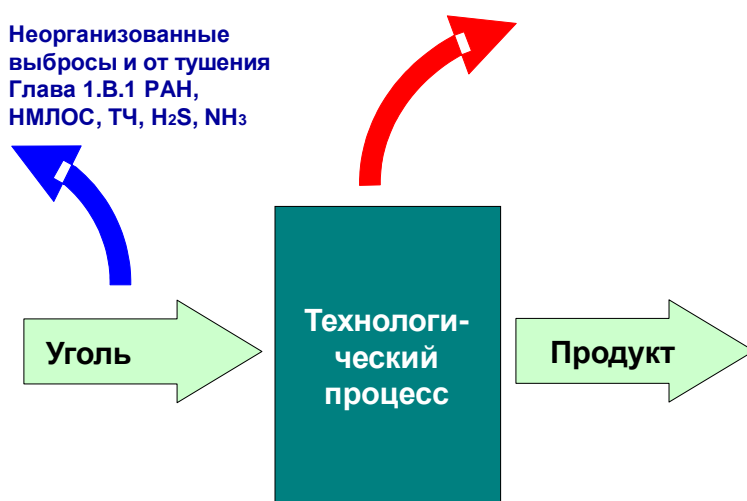 Неорганизованные
выбросы и от тушения
Глава 1.B.1 PAH,
НМЛОС, ТЧ, H₂S, NH₃
Уголь
Технологи-
ческий
процесс
Продукт